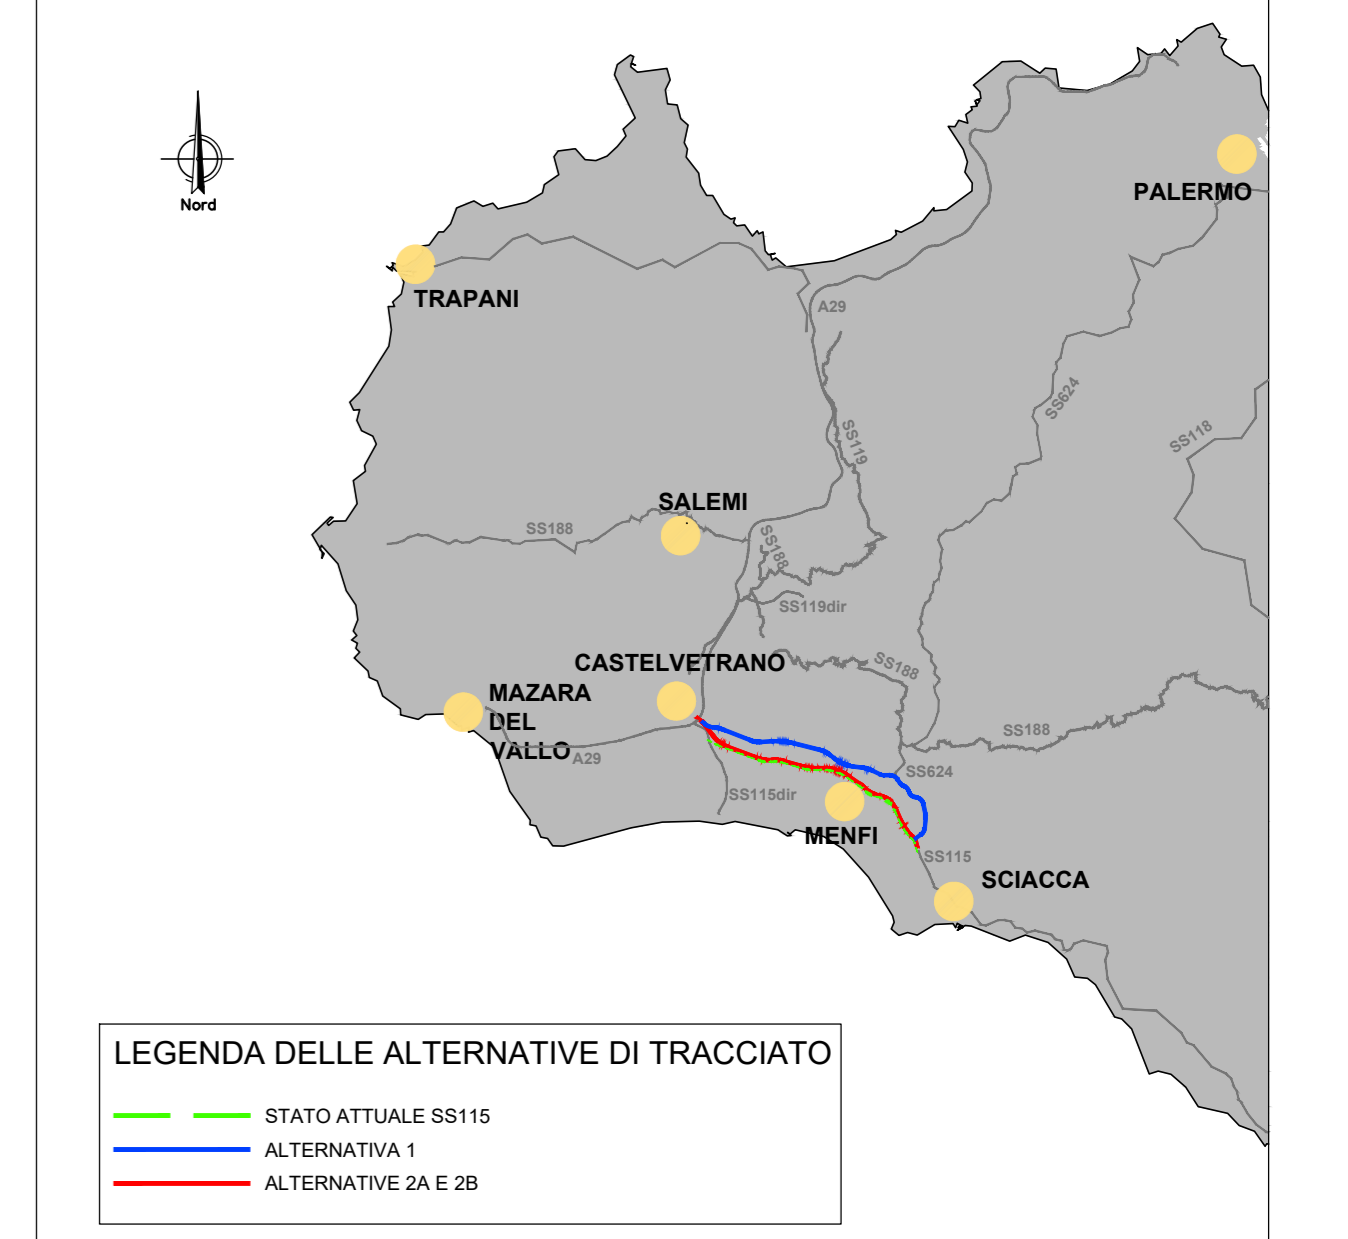 Nord
PALERMO
TRAPANI
A29
SS624
SS119
SS118
SALEMI
SS188
SS188
SS119dir
CASTELVETRANO
SS188
MAZARA
DEL
VALLO
A29
SS188
SS624
SS115dir
MENFI
SS115
SCIACCA
LEGENDA DELLE ALTERNATIVE DI TRACCIATO
STATO ATTUALE SS115
ALTERNATIVA 1
ALTERNATIVE 2A E 2B